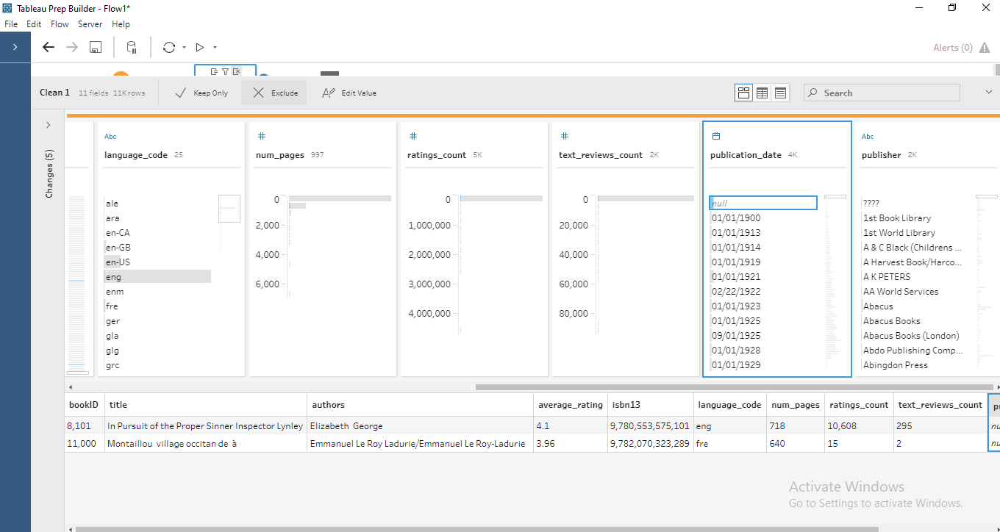 Tableau Prep Builder - Flow1*
File Edit Flow Server Help
Alerts (0)
Clean 1 11 fields 11K rows Keep Only Exclude Edit Value Search
Changes (5)
Abc
language_code 25
ale
ara
en-CA
en-GB
en-US
eng
enm
fre
ger
gla
glg
grc
num_pages 997
0
2,000
4,000
6,000
ratings_count 5K
0
1,000,000
2,000,000
3,000,000
4,000,000
text_reviews_count 2K
0
20,000
40,000
60,000
80,000
publication_date 4K
null
01/01/1900
01/01/1913
01/01/1914
01/01/1919
01/01/1921
02/22/1922
01/01/1923
01/01/1925
09/01/1925
01/01/1928
01/01/1929
Abc
publisher 2K
????
1st Book Library
1st World Library
A & C Black (Childrens ...
A Harvest Book/Harco...
A K PETERS
AA World Services
Abacus
Abacus Books
Abacus Books (London)
Abdo Publishing Comp...
Abingdon Press
bookID title authors average_rating isbn13 language_code num_pages ratings_count text_reviews_count
8,101 In Pursuit of the Proper Sinner Inspector Lynley Elizabeth George 4.1 9,780,553,575,101 eng 718 10,608 295
11,000 Montaillou village occitan de à Emmanuel Le Roy Ladurie/Emmanuel Le Roy-Ladurie 3.96 9,782,070,323,289 fre 640 15 2
Activate Windows
Go to Settings to activate Windows.